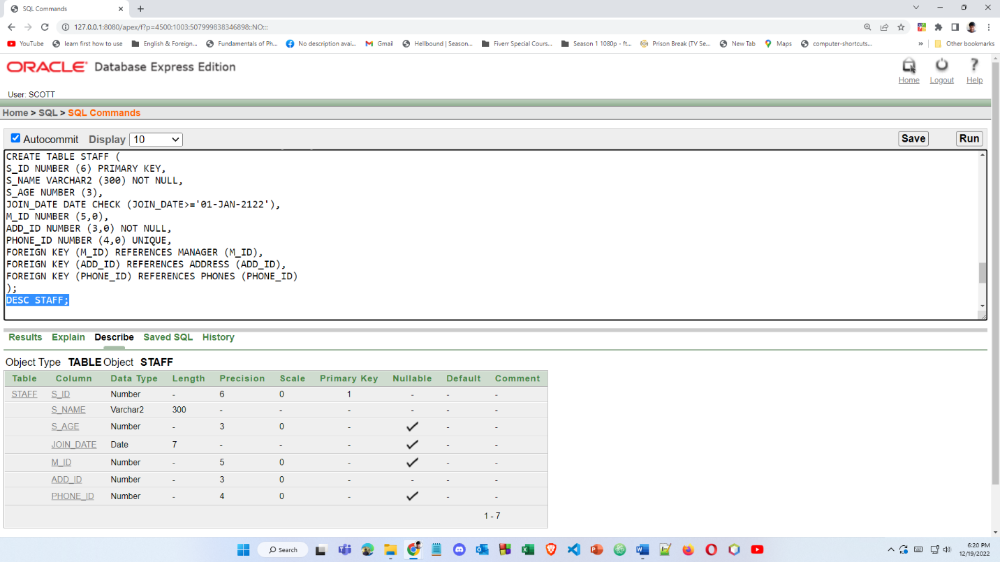 SQL Commands
127.0.0.1:8080/apex/f?p=4500:1003:507999838346898::NO:::
YouTube learn first how to use English & Foreign... Fundamentals of Ph... No description avai... Gmail Hellbound | Season... Fiverr Special Cours... Season 1 1080p - ft... Prison Break (TV Se... New Tab Maps computer-shortcuts... » Other bookmarks
ORACLE Database Express Edition
Home Logout Help
User: SCOTT
Home > SQL > SQL Commands
Autocommit Display 10 Save Run
CREATE TABLE STAFF (
S_ID NUMBER (6) PRIMARY KEY,
S_NAME VARCHAR2 (300) NOT NULL,
S_AGE NUMBER (3),
JOIN_DATE DATE CHECK (JOIN_DATE>='01-JAN-2122'),
M_ID NUMBER (5,0),
ADD_ID NUMBER (3,0) NOT NULL,
PHONE_ID NUMBER (4,0) UNIQUE,
FOREIGN KEY (M_ID) REFERENCES MANAGER (M_ID),
FOREIGN KEY (ADD_ID) REFERENCES ADDRESS (ADD_ID),
FOREIGN KEY (PHONE_ID) REFERENCES PHONES (PHONE_ID)
);
DESC STAFF;
Results Explain Describe Saved SQL History
Object Type TABLE Object STAFF
Table Column Data Type Length Precision Scale Primary Key Nullable Default Comment
STAFF S_ID Number - 6 0 1 - - -
S_NAME Varchar2 300 - - - - - -
S_AGE Number - 3 0 - ✓ - -
JOIN_DATE Date 7 - - - ✓ - -
M_ID Number - 5 0 - ✓ - -
ADD_ID Number - 3 0 - - - -
PHONE_ID Number - 4 0 - ✓ - -
1 - 7
Search
6:20 PM
12/19/2022